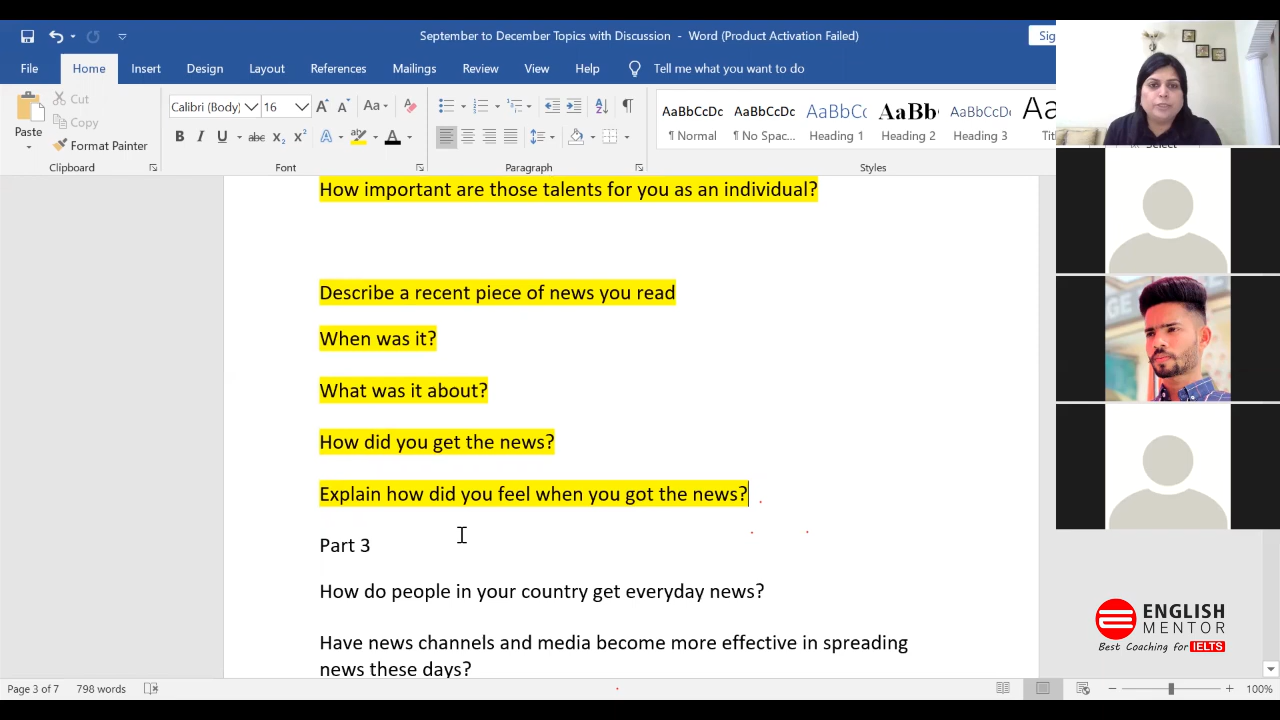 September to December Topics with Discussion - Word (Product Activation Failed)
Sig
File Home Insert Design Layout References Mailings Review View Help Tell me what you want to do
Paste
Cut
Copy
Format Painter
Clipboard
Calibri (Body) 16
Font
Paragraph
AaBbCcDc AaBbCcDc AaBbCc AaBb( AaBbCcDc Aa
¶ Normal ¶ No Spac... Heading 1 Heading 2 Heading 3 Tit
Select
Styles
How important are those talents for you as an individual?
Describe a recent piece of news you read
When was it?
What was it about?
How did you get the news?
Explain how did you feel when you got the news?
Part 3
How do people in your country get everyday news?
Have news channels and media become more effective in spreading
news these days?
ENGLISH
MENTOR
Best Coaching for IELTS
Page 3 of 7 798 words 100%